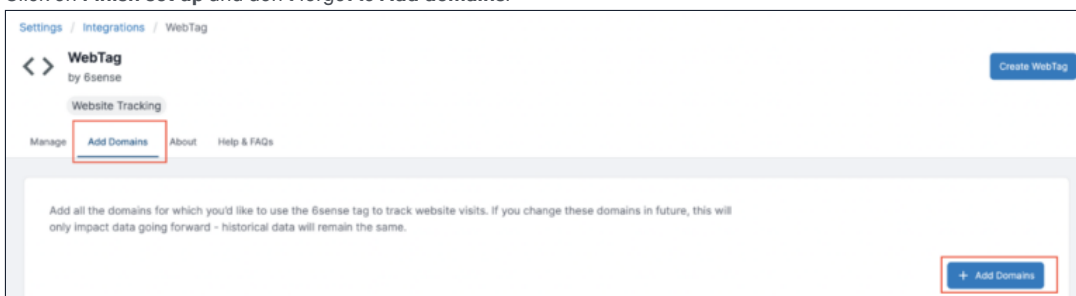 Settings / Integrations / WebTag
WebTag
by 6sense
Create WebTag
Website Tracking
Manage Add Domains About Help & FAQs
Add all the domains for which you'd like to use the 6sense tag to track website visits. If you change these domains in future, this will
only impact data going forward - historical data will remain the same.
+ Add Domains